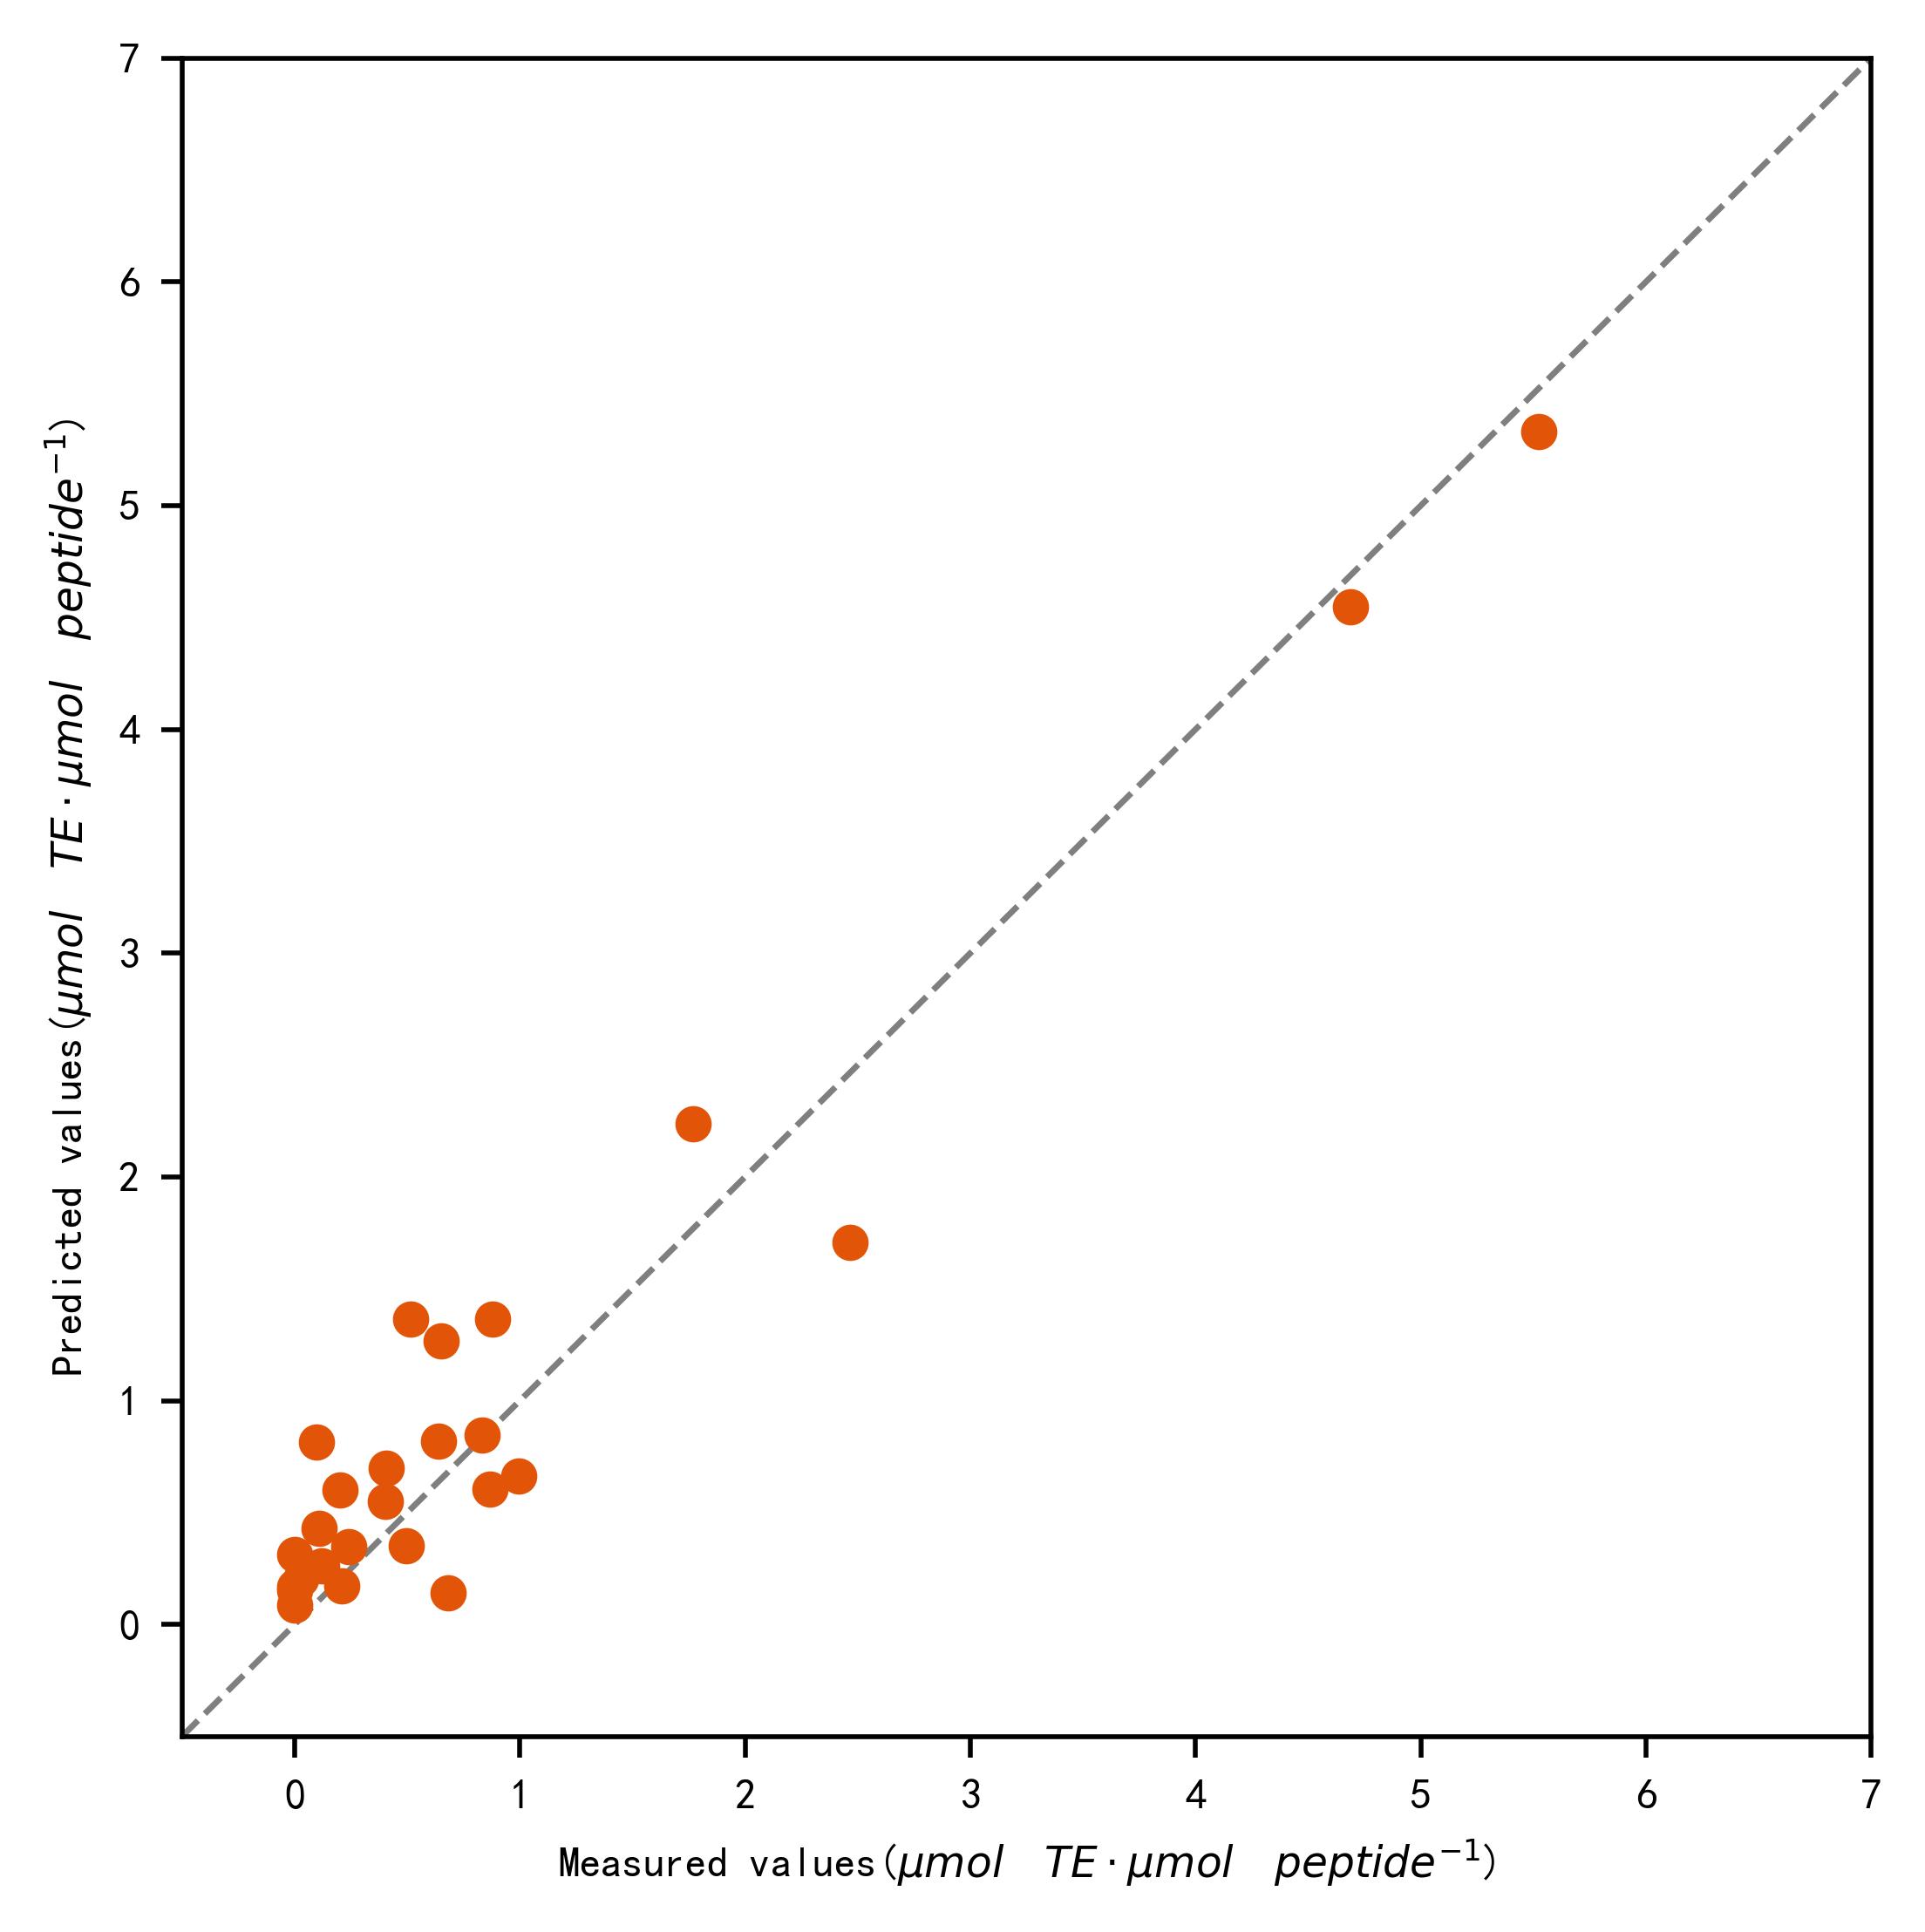 7
6
5
4
3
2
1
0
Predicted values(μmol TE·μmol peptide⁻¹)
0 1 2 3 4 5 6 7
Measured values(μmol TE·μmol peptide⁻¹)